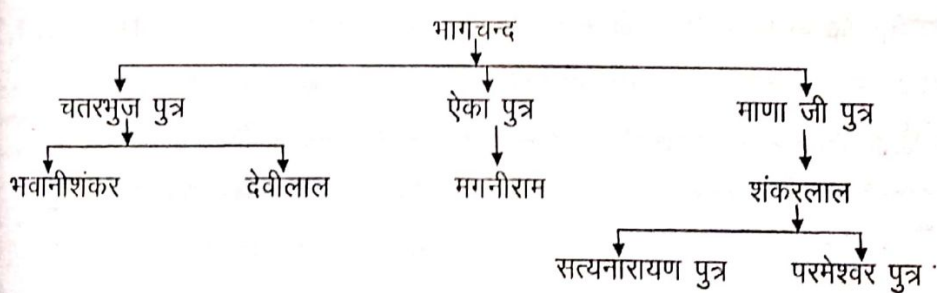 भागचन्द
चतरभुज पुत्र ऐका पुत्र माणा जी पुत्र
भवानीशंकर देवीलाल मगनीराम शंकरलाल
सत्यनारायण पुत्र परमेश्वर पुत्र